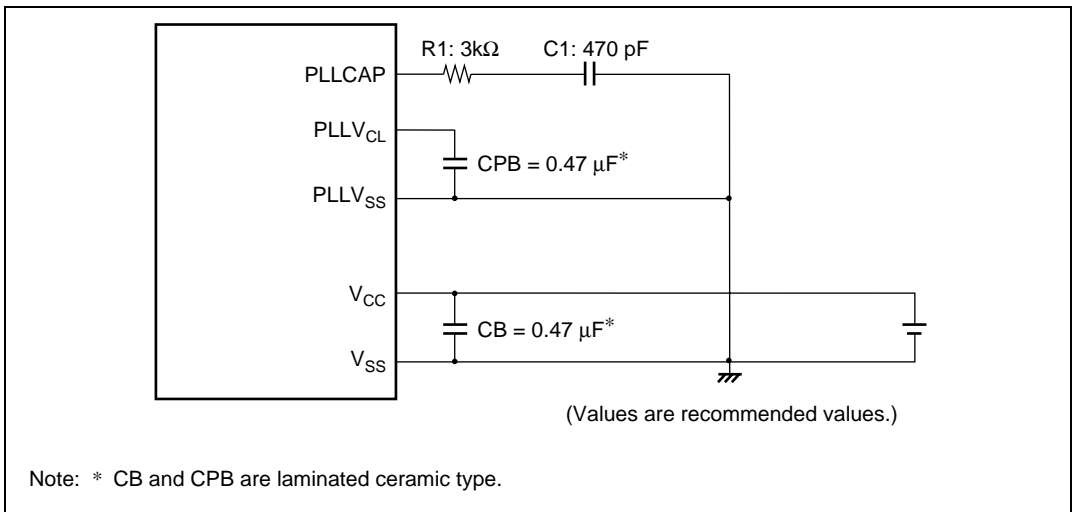 R1: 3kΩ
C1: 470 pF
PLLCAP
PLLVCL
CPB = 0.47 μF*
PLLVSS
VCC
CB = 0.47 μF*
VSS
(Values are recommended values.)
Note: * CB and CPB are laminated ceramic type.